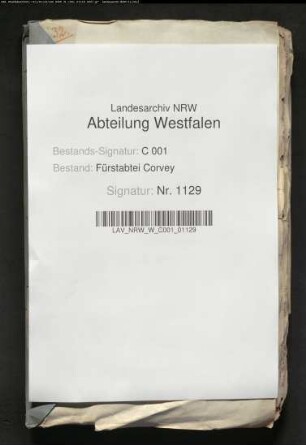 Landesarchiv NRW
Abteilung Westfalen
Bestands-Signatur: C 001
Bestand: Fürstabtei Corvey
Signatur: Nr. 1129
LAV_NRW_W_C001_01129